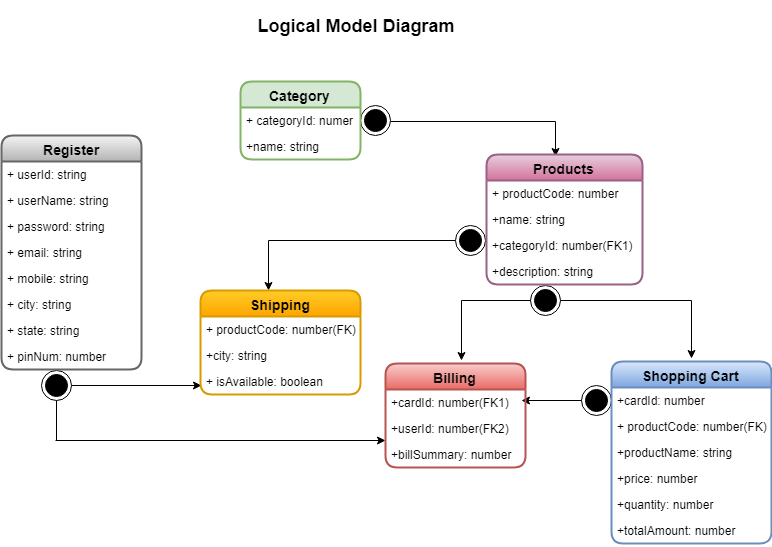 Logical Model Diagram
Category
+ categoryId: numer
+name: string
Register
+ userId: string
+ userName: string
+ password: string
+ email: string
+ mobile: string
+ city: string
+ state: string
+ pinNum: number
Products
+ productCode: number
+name: string
+categoryId: number(FK1)
+description: string
Shipping
+ productCode: number(FK)
+city: string
+ isAvailable: boolean
Billing
+cardId: number(FK1)
+userId: number(FK2)
+billSummary: number
Shopping Cart
+cardId: number
+ productCode: number(FK)
+productName: string
+price: number
+quantity: number
+totalAmount: number